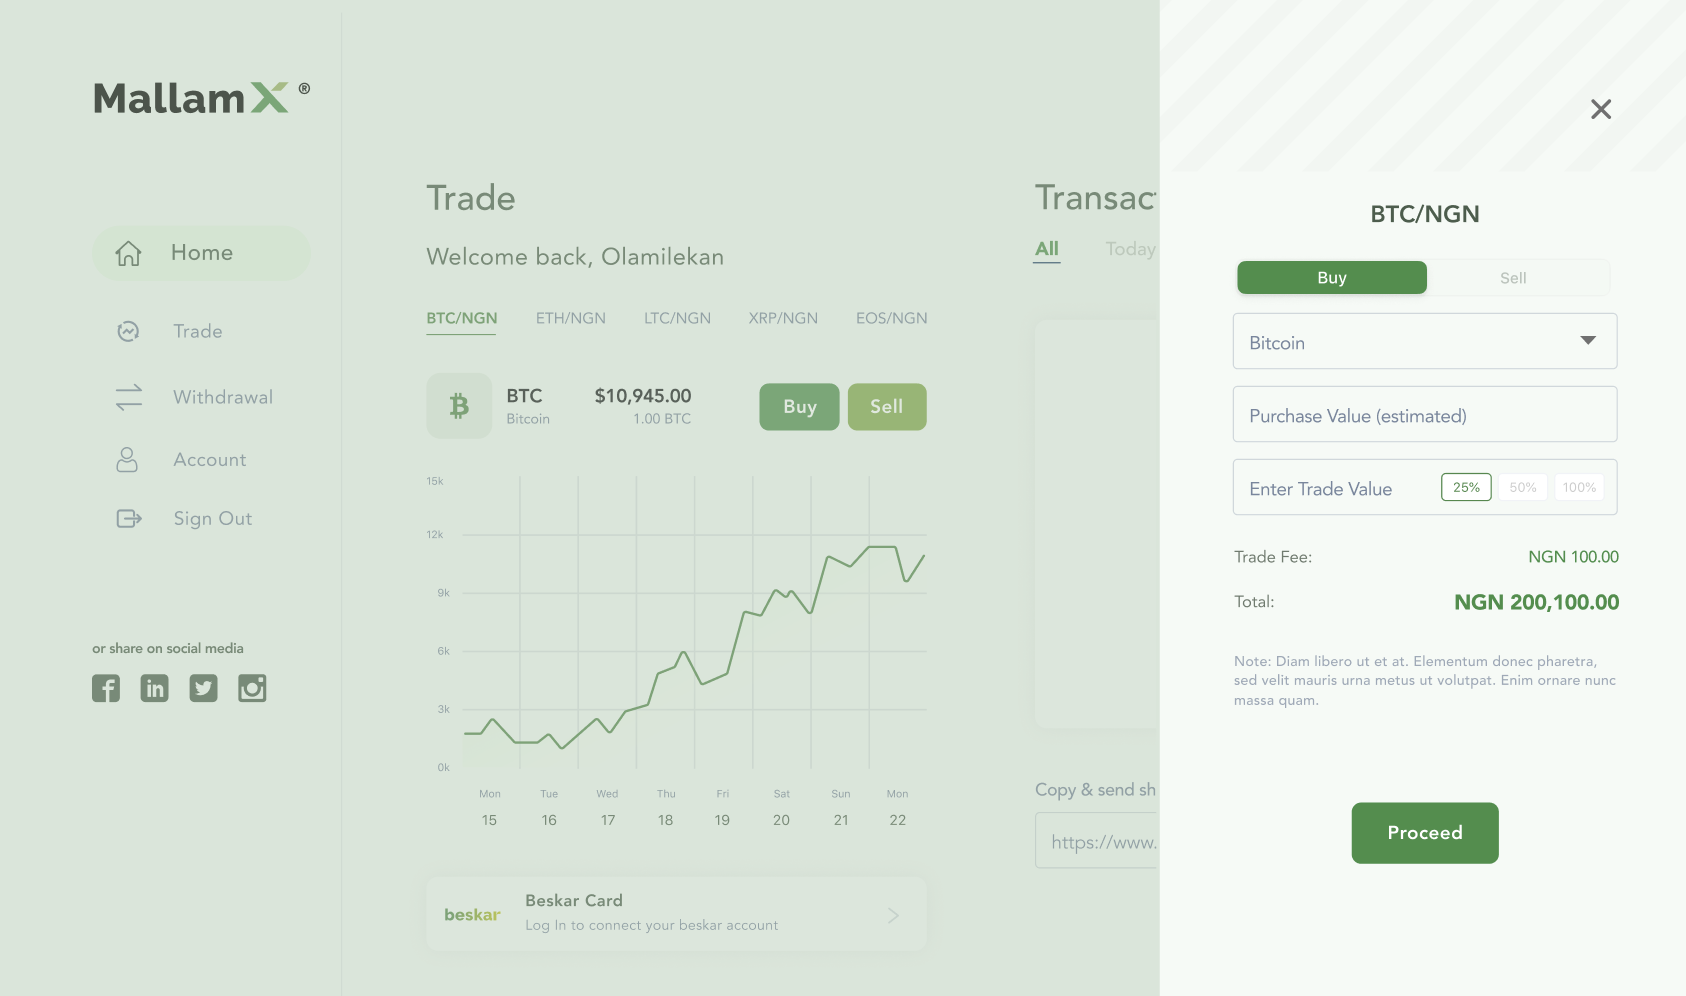 MallamX ®
Home
Trade
Withdrawal
Account
Sign Out
or share on social media
Trade
Welcome back, Olamilekan
BTC/NGN ETH/NGN LTC/NGN XRP/NGN EOS/NGN
BTC $10,945.00
Bitcoin 1.00 BTC
Buy Sell
15k
12k
9k
6k
3k
0k
Mon Tue Wed Thu Fri Sat Sun Mon
15 16 17 18 19 20 21 22
beskar
Beskar Card
Log In to connect your beskar account
Transac
All Today
Copy & send sh
https://www.
BTC/NGN
Buy Sell
Bitcoin
Purchase Value (estimated)
Enter Trade Value 25% 50% 100%
Trade Fee: NGN 100.00
Total: NGN 200,100.00
Note: Diam libero ut et at. Elementum donec pharetra,
sed velit mauris urna metus ut volutpat. Enim ornare nunc
massa quam.
Proceed